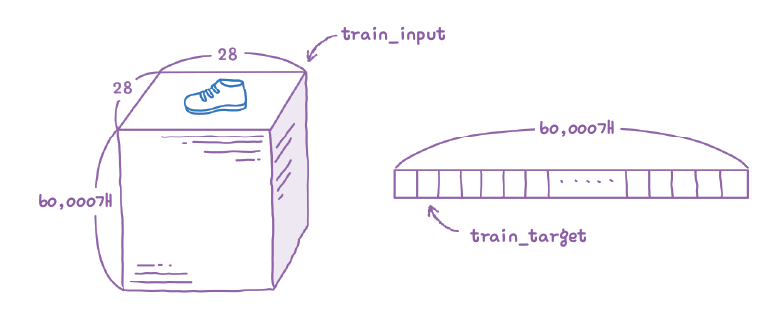 28
train_input
28
60,000개
60,000개
train_target